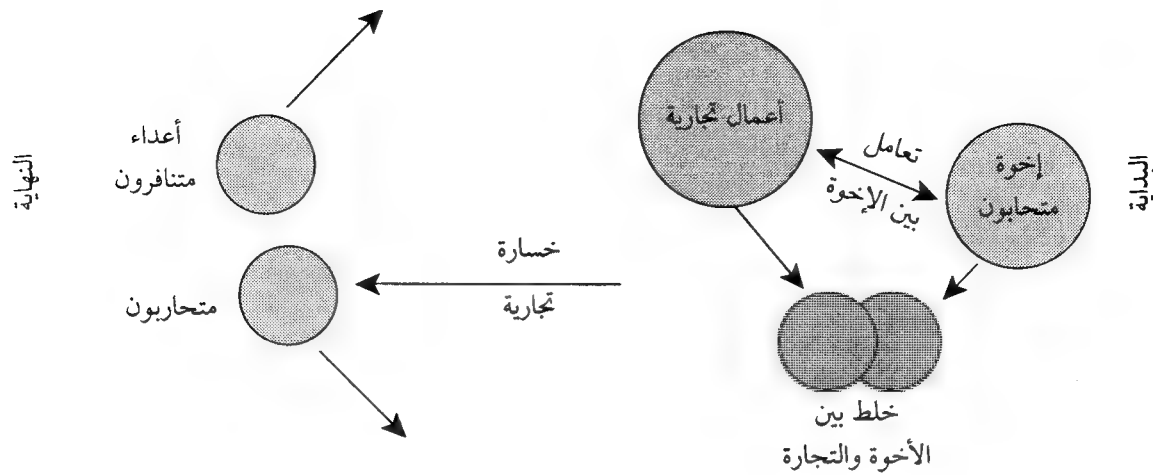 البداية
إخوة
متحابون
تعامل
بين الإخوة
أعمال تجارية
خلط بين
الأخوة والتجارة
خسارة
تجارية
أعداء
متنافرون
متحاربون
النهاية